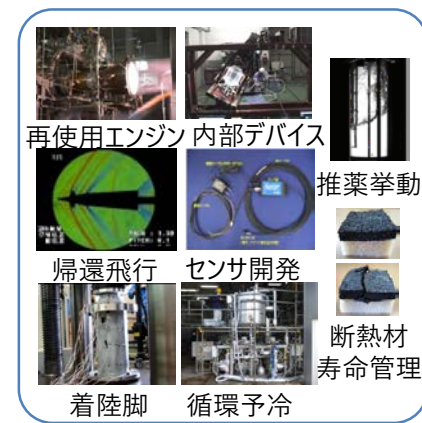 再使用エンジン
内部デバイス
推薬挙動
帰還飛行
センサ開発
断熱材
寿命管理
着陸脚
循環予冷